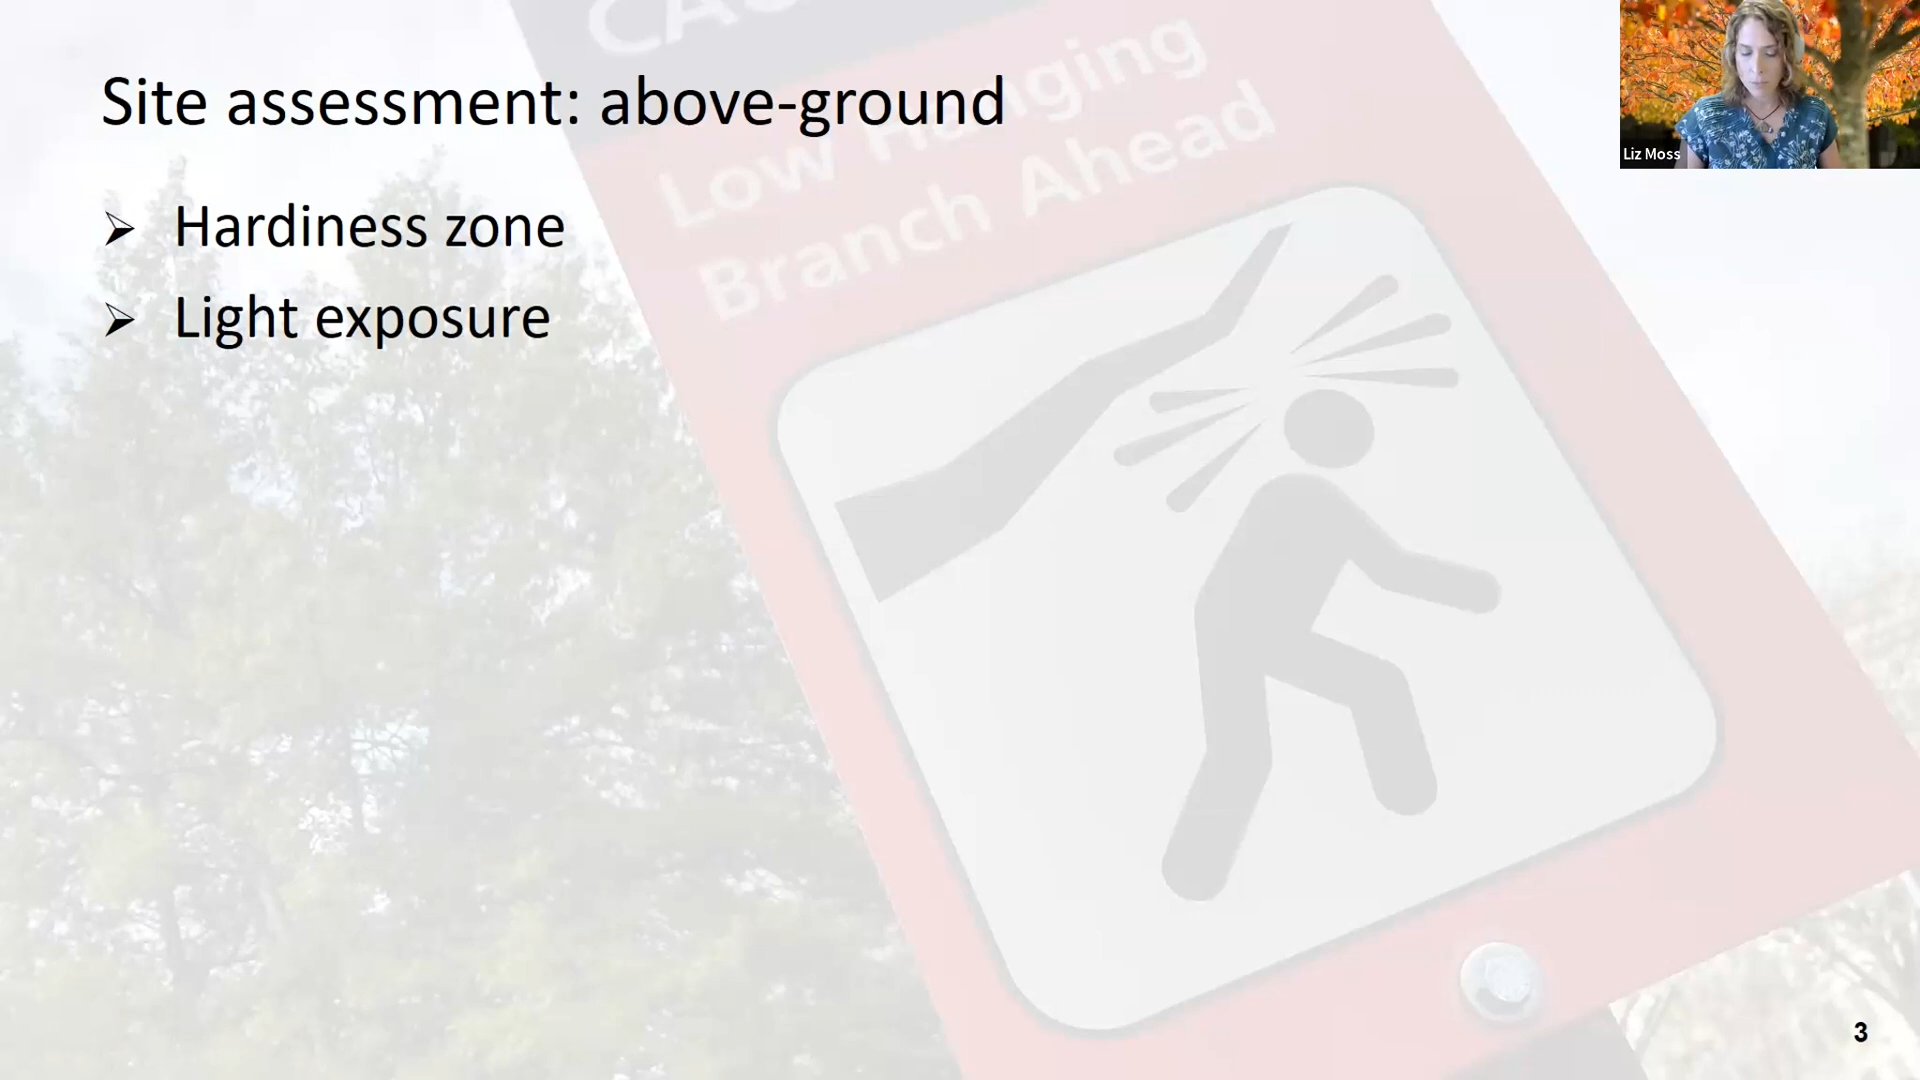 Site assessment: above-ground
➢ Hardiness zone
➢ Light exposure
Low Hanging
Branch Ahead
Liz Moss
3